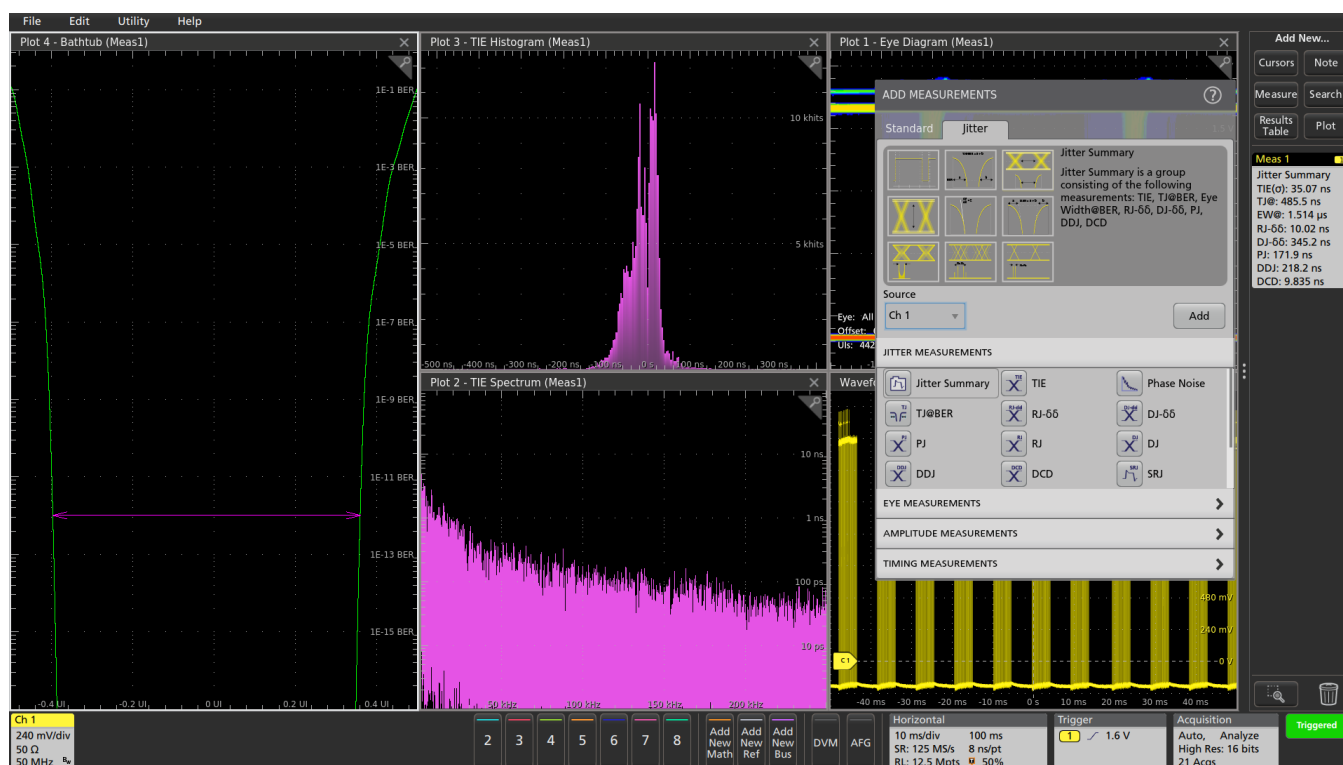 File Edit Utility Help
Plot 4 - Bathtub (Meas1)
1E-1 BER
1E-3 BER
1E-5 BER
1E-7 BER
1E-9 BER
1E-11 BER
1E-13 BER
1E-15 BER
-0.4 UI -0.2 UI 0 UI 0.2 UI 0.4 UI
Plot 3 - TIE Histogram (Meas1)
10 khits
5 khits
-500 ns -400 ns -300 ns -200 ns -100 ns 0 s 100 ns 200 ns 300 ns
Plot 2 - TIE Spectrum (Meas1)
10 ns
1 ns
100 ps
10 ps
50 kHz 100 kHz 150 kHz 200 kHz
Plot 1 - Eye Diagram (Meas1)
Eye: All
Offset:
UIs: 442
ADD MEASUREMENTS ?
Standard Jitter
Jitter Summary
Jitter Summary is a group
consisting of the following
measurements: TIE, TJ@BER, Eye
Width@BER, RJ-δδ, DJ-δδ, PJ,
DDJ, DCD
Source
Ch 1
Add
JITTER MEASUREMENTS
Jitter Summary TIE Phase Noise
TJ@BER RJ-δδ DJ-δδ
PJ RJ DJ
DDJ DCD SRJ
EYE MEASUREMENTS
AMPLITUDE MEASUREMENTS
TIMING MEASUREMENTS
Wavefo
480 mV
240 mV
0 V
C1
-40 ms -30 ms -20 ms -10 ms 0 s 10 ms 20 ms 30 ms 40 ms
Add New...
Cursors Note
Measure Search
Results Table Plot
Meas 1 1
Jitter Summary
TIE(σ): 35.07 ns
TJ@: 485.5 ns
EW@: 1.514 µs
RJ-δδ: 10.02 ns
DJ-δδ: 345.2 ns
PJ: 171.9 ns
DDJ: 218.2 ns
DCD: 9.835 ns
Ch 1
240 mV/div
50 Ω
50 MHz Bw
2 3 4 5 6 7 8
Add New Math
Add New Ref
Add New Bus
DVM AFG
Horizontal
10 ms/div 100 ms
SR: 125 MS/s 8 ns/pt
RL: 12.5 Mpts 50%
Trigger
1 1.6 V
Acquisition
Auto, Analyze
High Res: 16 bits
21 Acqs
Triggered